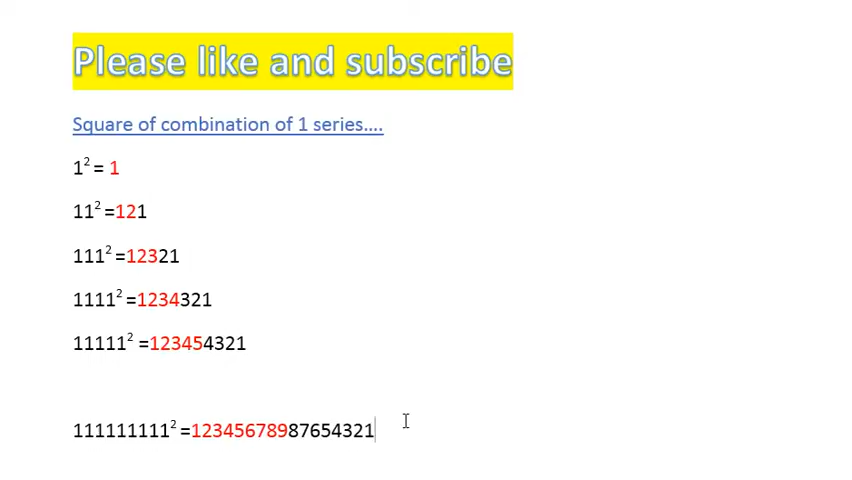 Please like and subscribe
Square of combination of 1 series....
1² = 1
11² =121
111² =12321
1111² =1234321
11111² =123454321
111111111² =12345678987654321